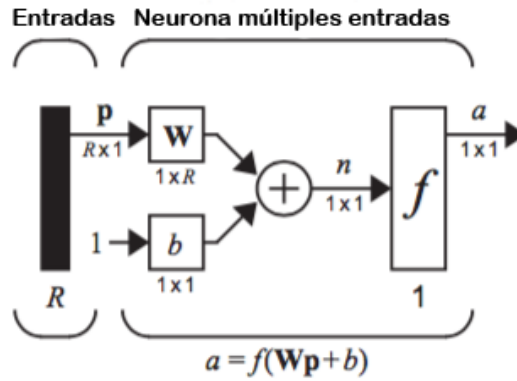 Entradas Neurona múltiples entradas
p
R x 1
W
1 x R
1
b
1 x 1
n
1 x 1
f
a
1 x 1
R
1
a = f(Wp + b)